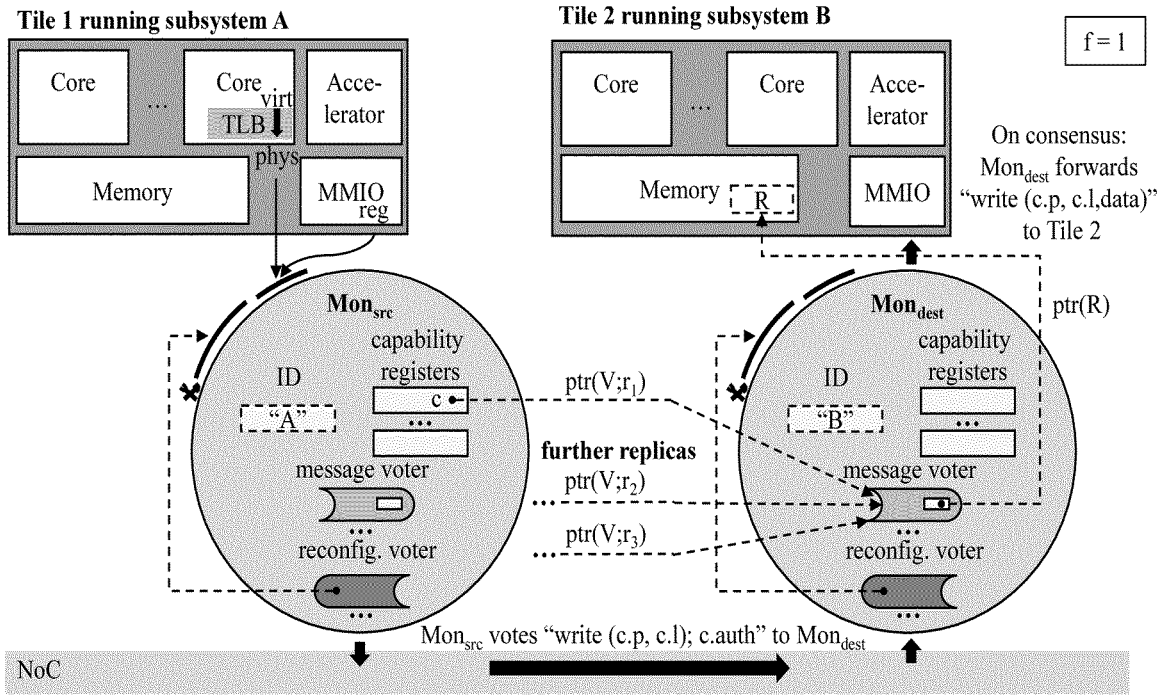 Tile 1 running subsystem A
Core
...
Core
virt
TLB
phys
Acce-
lerator
Memory
MMIO
reg
Tile 2 running subsystem B
Core
...
Core
Acce-
lerator
Memory
R
MMIO
f = 1
On consensus:
Mon_dest forwards
“write (c.p, c.l,data)”
to Tile 2
ptr(R)
Mon_src
capability
registers
c
...
ID
“A”
message voter
...
reconfig. voter
...
ptr(V;r_1)
further replicas
... ptr(V;r_2)
... ptr(V;r_3)
Mon_dest
capability
registers
...
ID
“B”
message voter
...
reconfig. voter
...
Mon_src votes “write (c.p, c.l); c.auth” to Mon_dest
NoC